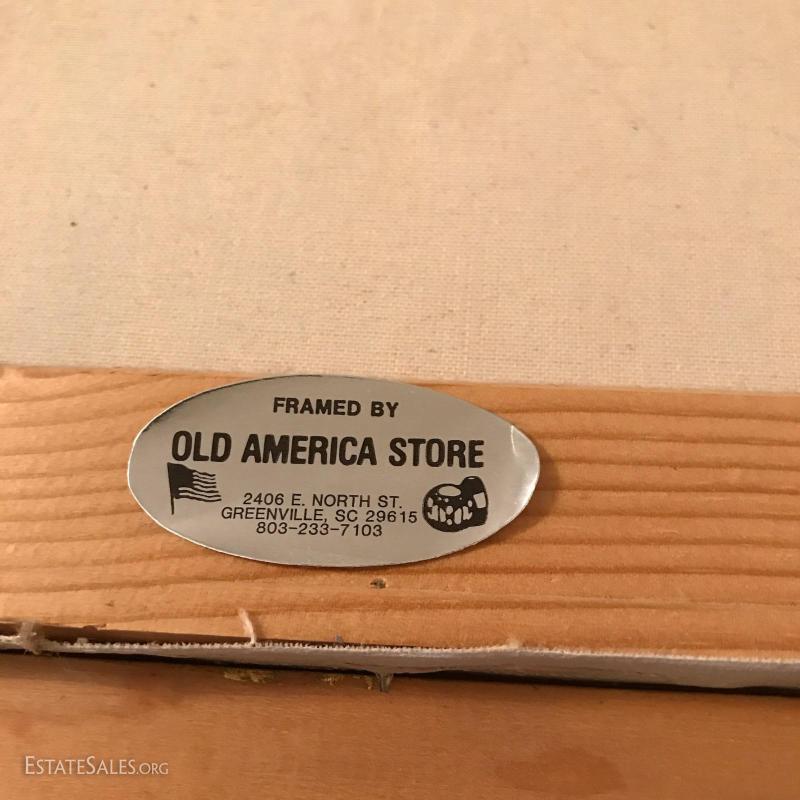 FRAMED BY
OLD AMERICA STORE
2406 E. NORTH ST.
GREENVILLE, SC 29615
803-233-7103
ESTATESALES.ORG